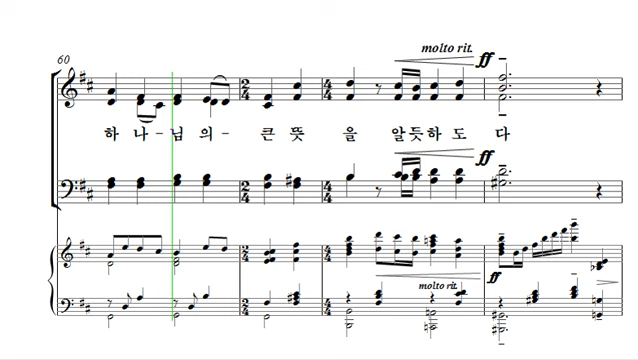 60
molto rit.
ff
하 나 - 님 의 - 큰 뜻 을 알 듯 하 도 다
ff
ff
molto rit.